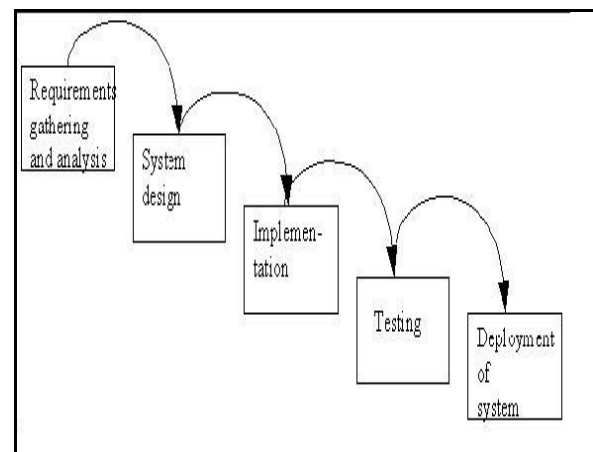 Requirements
gathering
and analysis
System
design
Implemen-
tation
Testing
Deployment
of
system